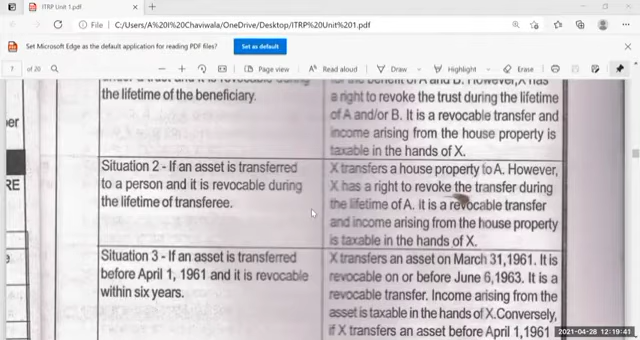 ITRP Unit 1.pdf
File
C:/Users/A%20I%20Chaviwala/OneDrive/Desktop/ITRP%20Unit%201.pdf
Set Microsoft Edge as the default application for reading PDF files?
Set as default
7 of 20
Page view
Read aloud
Draw
Highlight
Erase
the lifetime of the beneficiary.
a right to revoke the trust during the lifetime
of A and/or B. It is a revocable transfer and
income arising from the house property is
taxable in the hands of X.
Situation 2 - If an asset is transferred
to a person and it is revocable during
the lifetime of transferee.
X transfers a house property to A. However,
X has a right to revoke the transfer during
the lifetime of A. It is a revocable transfer
and income arising from the house property
is taxable in the hands of X.
Situation 3 - If an asset is transferred
before April 1, 1961 and it is revocable
within six years.
X transfers an asset on March 31,1961. It is
revocable on or before June 6,1963. It is a
revocable transfer. Income arising from the
asset is taxable in the hands of X.Conversely,
if X transfers an asset before April 1,1961
er
RE
2021-04-28 12:19:41